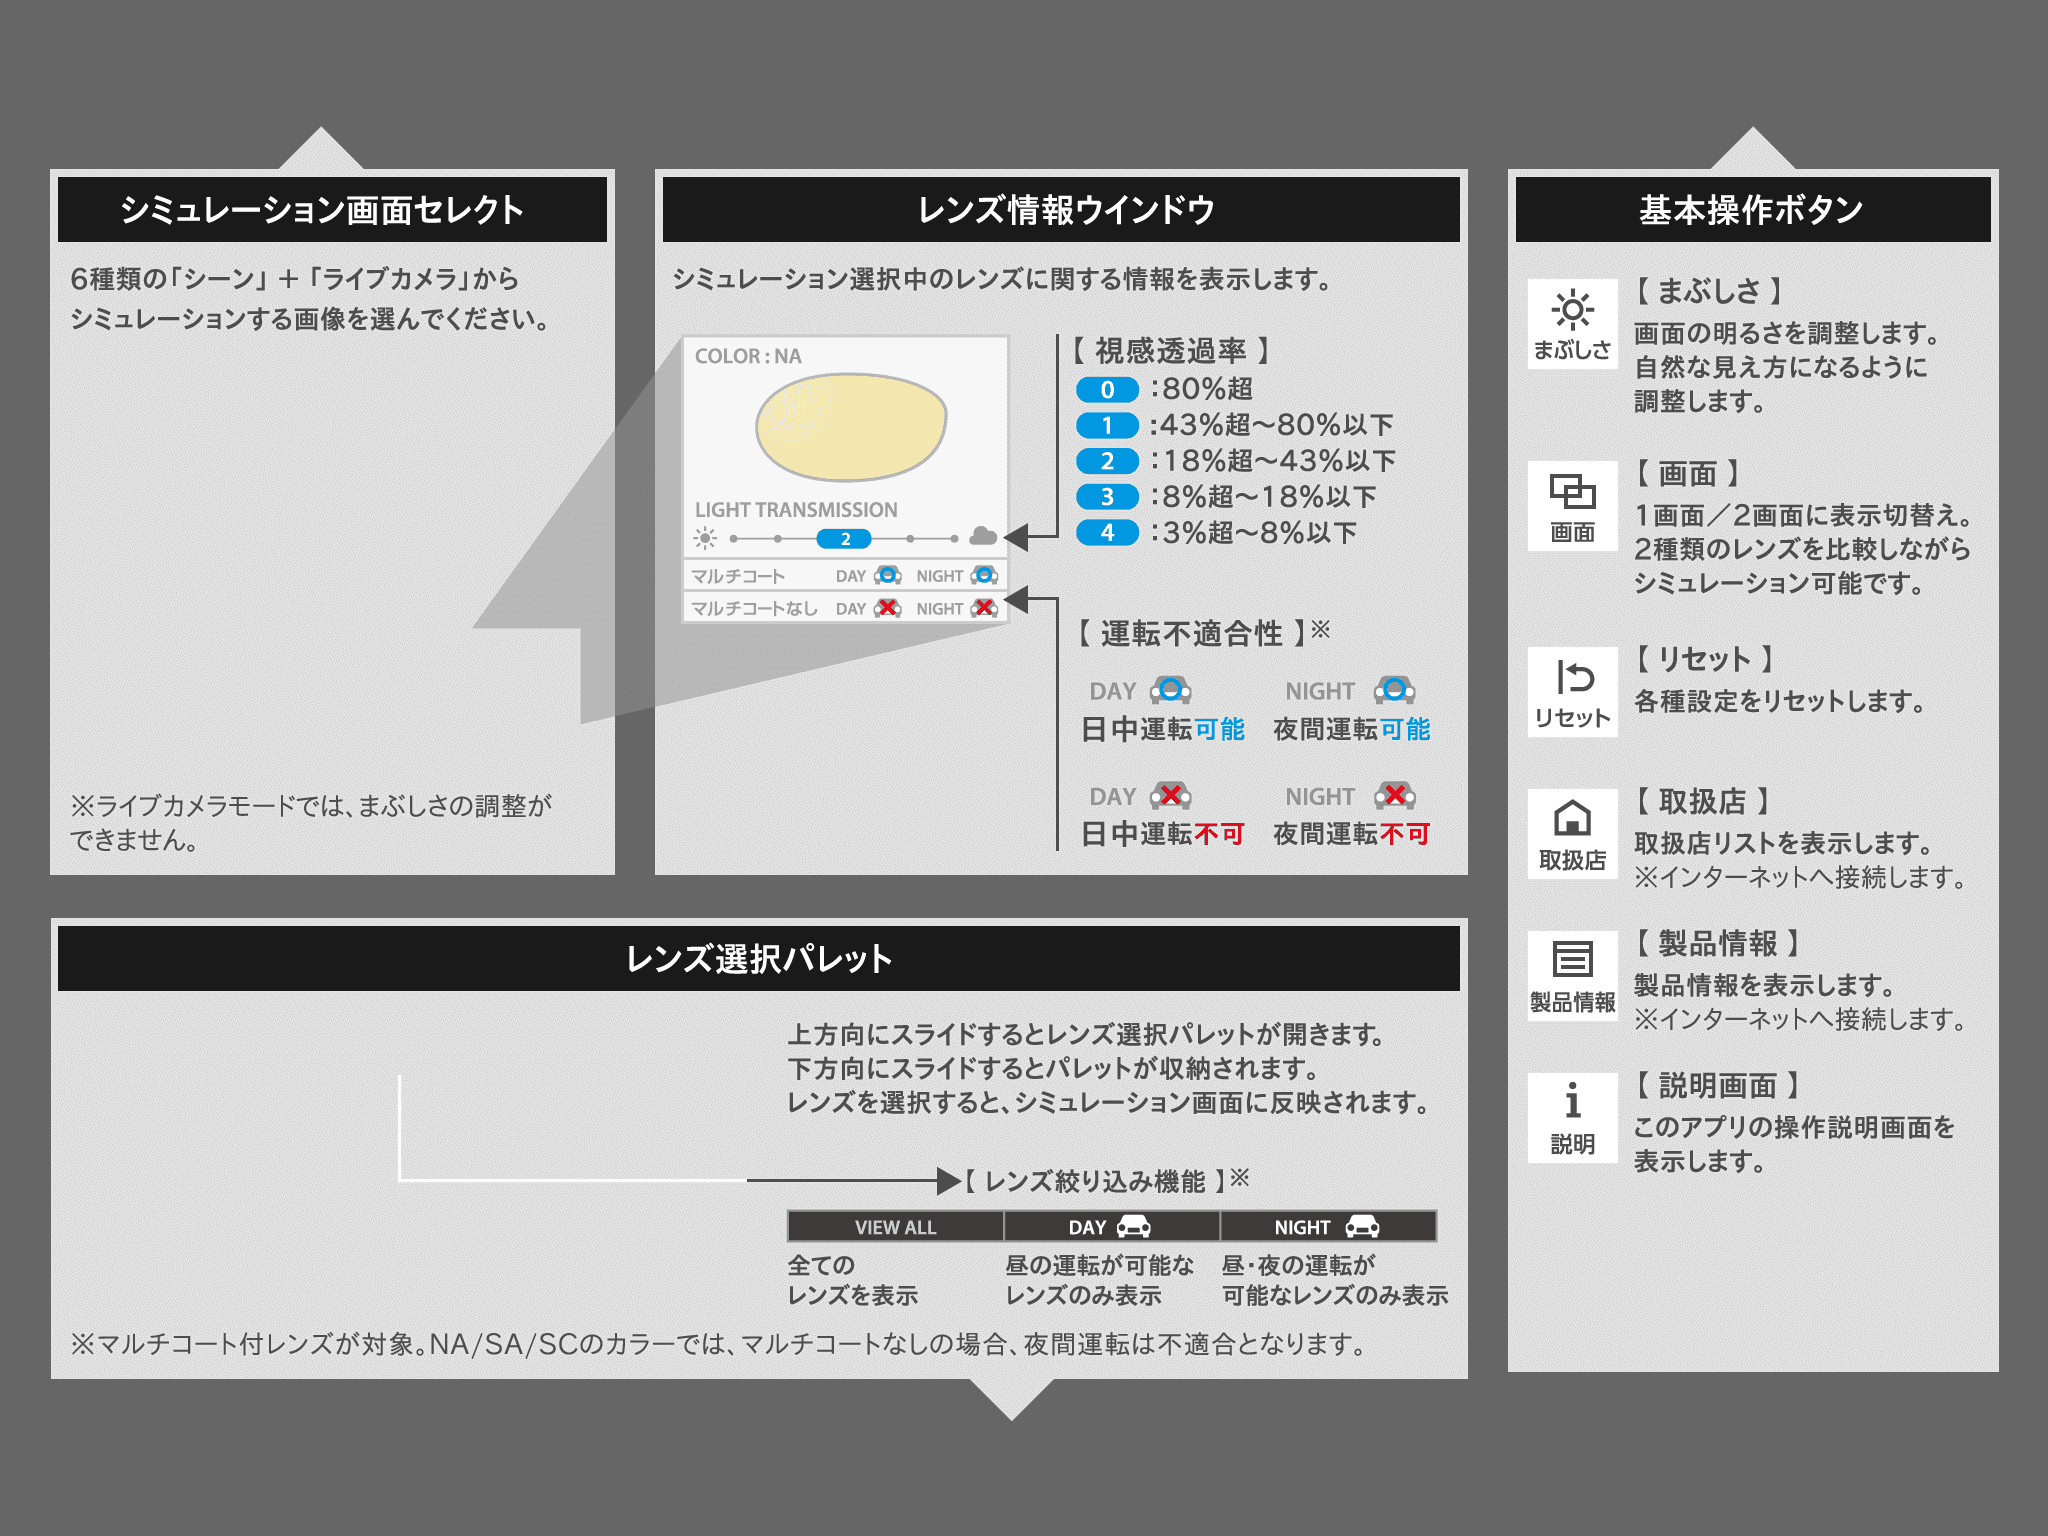 シミュレーション画面セレクト
6種類の「シーン」＋「ライブカメラ」から
シミュレーションする画像を選んでください。
※ライブカメラモードでは、まぶしさの調整が
できません。
レンズ情報ウインドウ
シミュレーション選択中のレンズに関する情報を表示します。
COLOR : NA
LIGHT TRANSMISSION
2
マルチコート DAY NIGHT
マルチコートなし DAY NIGHT
【 視感透過率 】
0 ：80%超
1 ：43%超～80%以下
2 ：18%超～43%以下
3 ：8%超～18%以下
4 ：3%超～8%以下
【 運転不適合性 】※
DAY NIGHT
日中運転可能 夜間運転可能
DAY NIGHT
日中運転不可 夜間運転不可
レンズ選択パレット
上方向にスライドするとレンズ選択パレットが開きます。
下方向にスライドするとパレットが収納されます。
レンズを選択すると、シミュレーション画面に反映されます。
【 レンズ絞り込み機能 】※
VIEW ALL DAY NIGHT
全ての
レンズを表示
昼の運転が可能な
レンズのみ表示
昼・夜の運転が
可能なレンズのみ表示
※マルチコート付レンズが対象。NA/SA/SCのカラーでは、マルチコートなしの場合、夜間運転は不適合となります。
基本操作ボタン
まぶしさ
【 まぶしさ 】
画面の明るさを調整します。
自然な見え方になるように
調整します。
画面
【 画面 】
1画面／2画面に表示切替え。
2種類のレンズを比較しながら
シミュレーション可能です。
リセット
【 リセット 】
各種設定をリセットします。
取扱店
【 取扱店 】
取扱店リストを表示します。
※インターネットへ接続します。
製品情報
【 製品情報 】
製品情報を表示します。
※インターネットへ接続します。
i
説明
【 説明画面 】
このアプリの操作説明画面を
表示します。